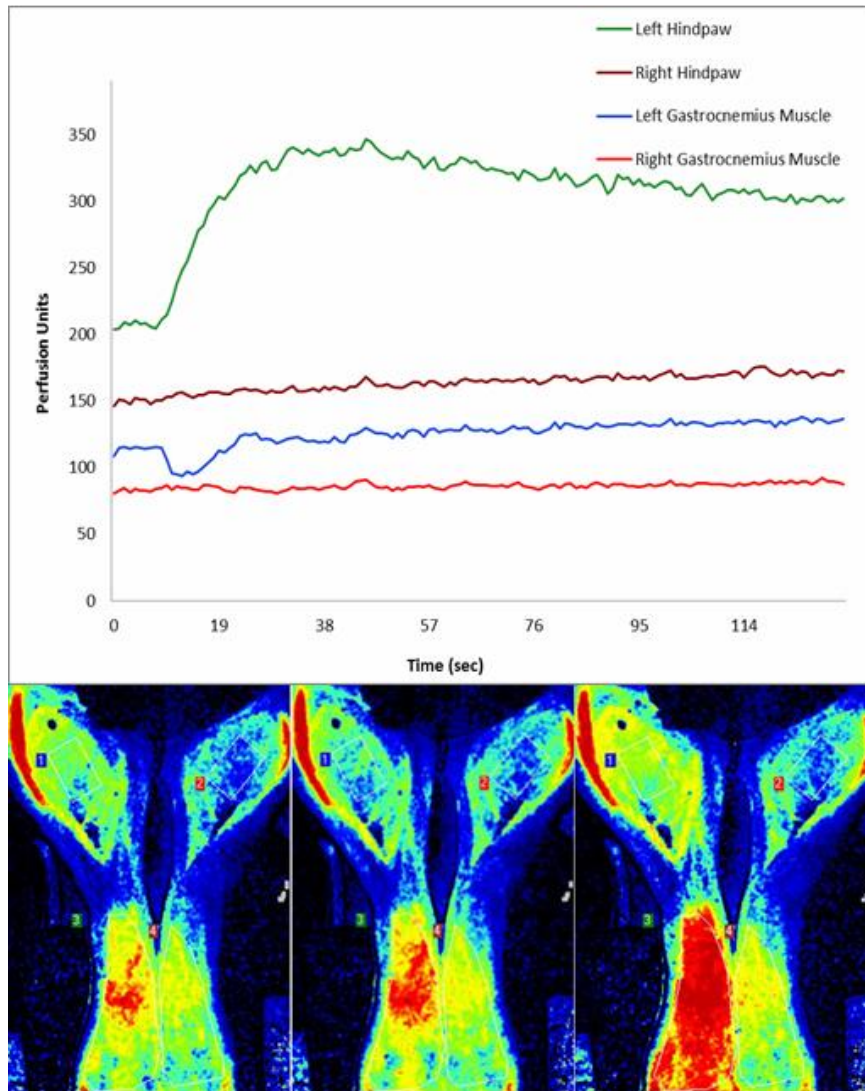 Left Hindpaw
Right Hindpaw
Left Gastrocnemius Muscle
Right Gastrocnemius Muscle
350
300
250
200
150
100
50
0
Perfusion Units
0 19 38 57 76 95 114
Time (sec)
1 2 1 2 1 2
3 4 3 4 3 4